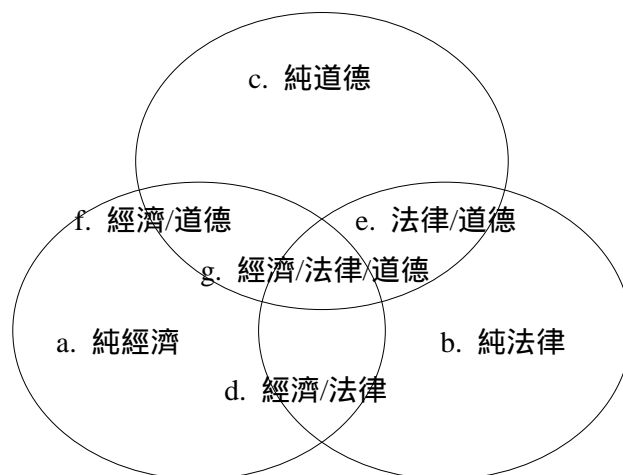 c. 純道德
f. 經濟/道德
e. 法律/道德
g. 經濟/法律/道德
a. 純經濟
b. 純法律
d. 經濟/法律